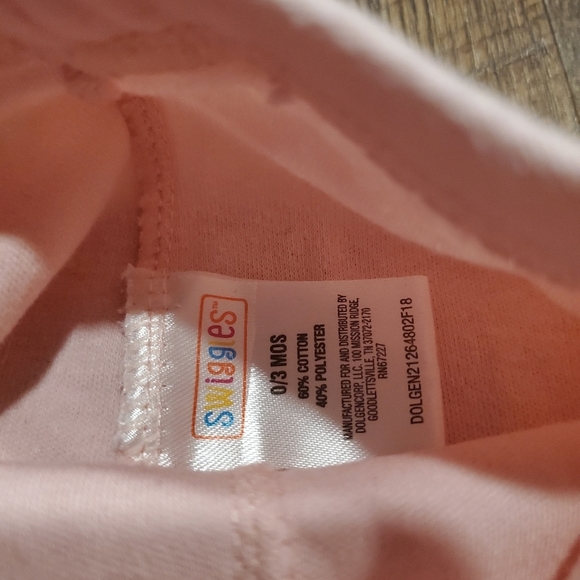 swiggles™
0/3 MOS
60% COTTON
40% POLYESTER
MANUFACTURED FOR AND DISTRIBUTED BY
DOLGENCORP, LLC. 100 MISSION RIDGE,
GOODLETTSVILLE, TN 37072-2170
RN67227
DOLGEN21264802F18